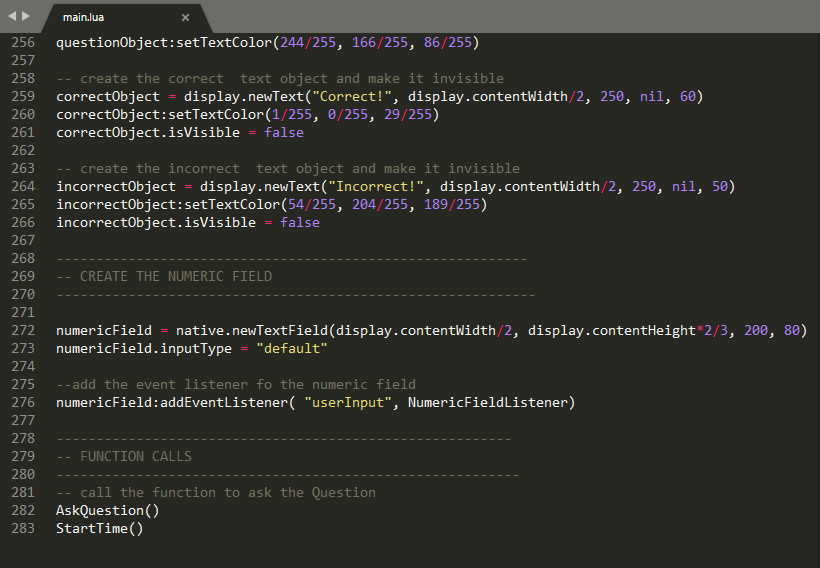 main.lua ×
256 questionObject:setTextColor(244/255, 166/255, 86/255)
257
258 -- create the correct  text object and make it invisible
259 correctObject = display.newText("Correct!", display.contentWidth/2, 250, nil, 60)
260 correctObject:setTextColor(1/255, 0/255, 29/255)
261 correctObject.isVisible = false
262
263 -- create the incorrect  text object and make it invisible
264 incorrectObject = display.newText("Incorrect!", display.contentWidth/2, 250, nil, 50)
265 incorrectObject:setTextColor(54/255, 204/255, 189/255)
266 incorrectObject.isVisible = false
267
268 -----------------------------------------------------------
269 -- CREATE THE NUMERIC FIELD
270 ------------------------------------------------------------
271
272 numericField = native.newTextField(display.contentWidth/2, display.contentHeight*2/3, 200, 80)
273 numericField.inputType = "default"
274
275 --add the event listener fo the numeric field
276 numericField:addEventListener( "userInput", NumericFieldListener)
277
278 ---------------------------------------------------------
279 -- FUNCTION CALLS
280 ----------------------------------------------------------
281 -- call the function to ask the Question
282 AskQuestion()
283 StartTime()